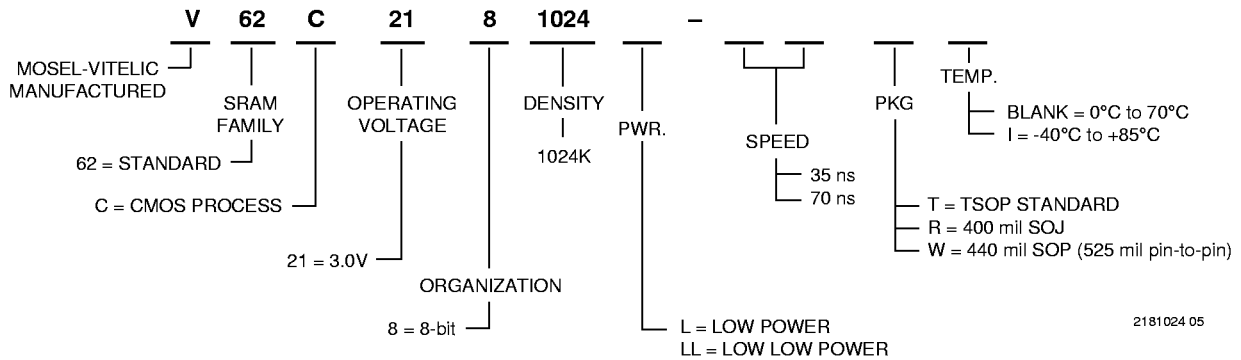 V 62 C 21 8 1024 –
MOSEL-VITELIC
MANUFACTURED
SRAM
FAMILY
62 = STANDARD
C = CMOS PROCESS
OPERATING
VOLTAGE
21 = 3.0V
ORGANIZATION
8 = 8-bit
DENSITY
1024K
PWR.
L = LOW POWER
LL = LOW LOW POWER
SPEED
35 ns
70 ns
PKG
T = TSOP STANDARD
R = 400 mil SOJ
W = 440 mil SOP (525 mil pin-to-pin)
TEMP.
BLANK = 0°C to 70°C
I = -40°C to +85°C
2181024 05